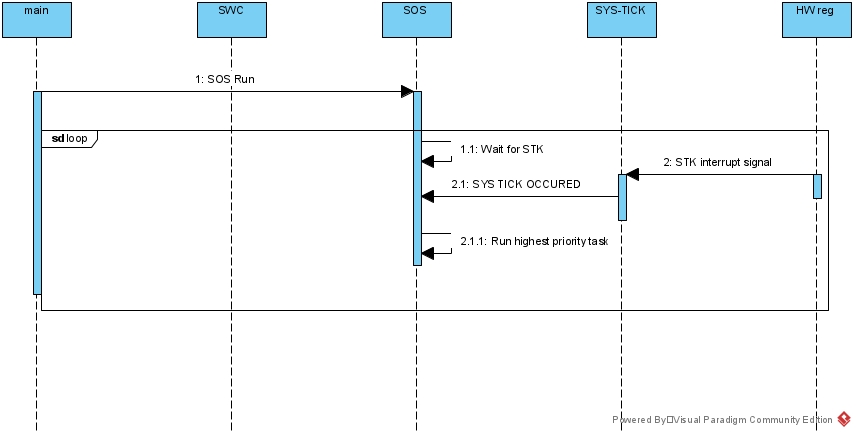 main
SWC
SOS
SYS-TICK
HW reg
1: SOS Run
sd loop
1.1: Wait for STK
2: STK interrupt signal
2.1: SYS TICK OCCURED
2.1.1: Run highest priority task
Powered By Visual Paradigm Community Edition